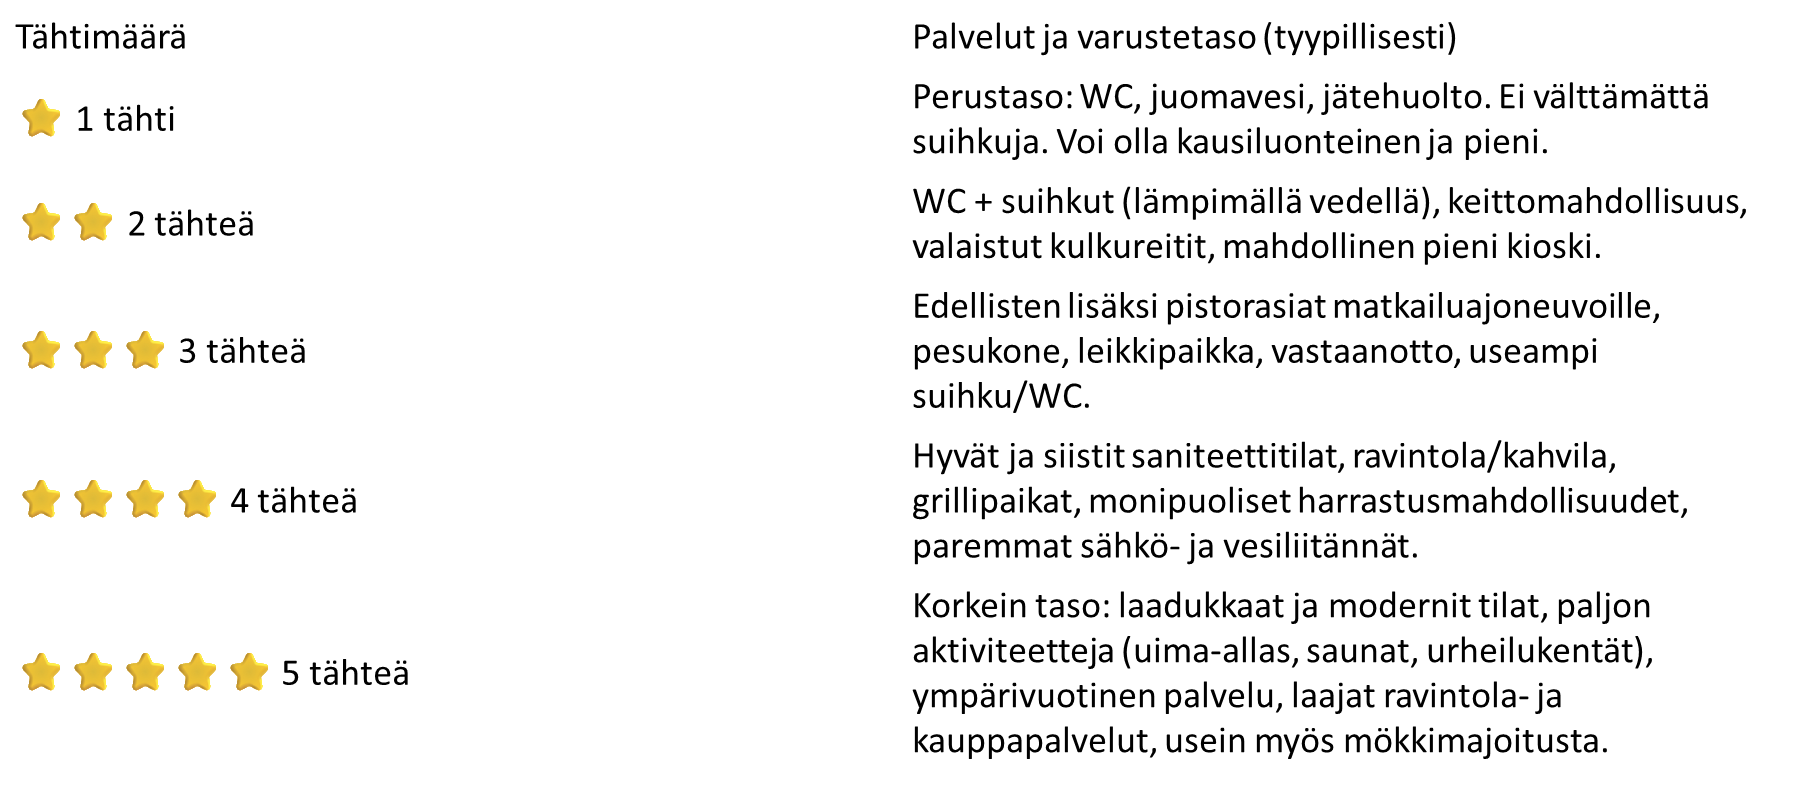 Tähtimäärä
Palvelut ja varustetaso (tyypillisesti)
1 tähti
Perustaso: WC, juomavesi, jätehuolto. Ei välttämättä
suihkuja. Voi olla kausiluonteinen ja pieni.
2 tähteä
WC + suihkut (lämpimällä vedellä), keittomahdollisuus,
valaistut kulkureitit, mahdollinen pieni kioski.
3 tähteä
Edellisten lisäksi pistorasiat matkailuajoneuvoille,
pesukone, leikkipaikka, vastaanotto, useampi
suihku/WC.
4 tähteä
Hyvät ja siistit saniteettitilat, ravintola/kahvila,
grillipaikat, monipuoliset harrastusmahdollisuudet,
paremmat sähkö- ja vesiliitännät.
5 tähteä
Korkein taso: laadukkaat ja modernit tilat, paljon
aktiviteetteja (uima-allas, saunat, urheilukentät),
ympärivuotinen palvelu, laajat ravintola- ja
kauppapalvelut, usein myös mökkimajoitusta.